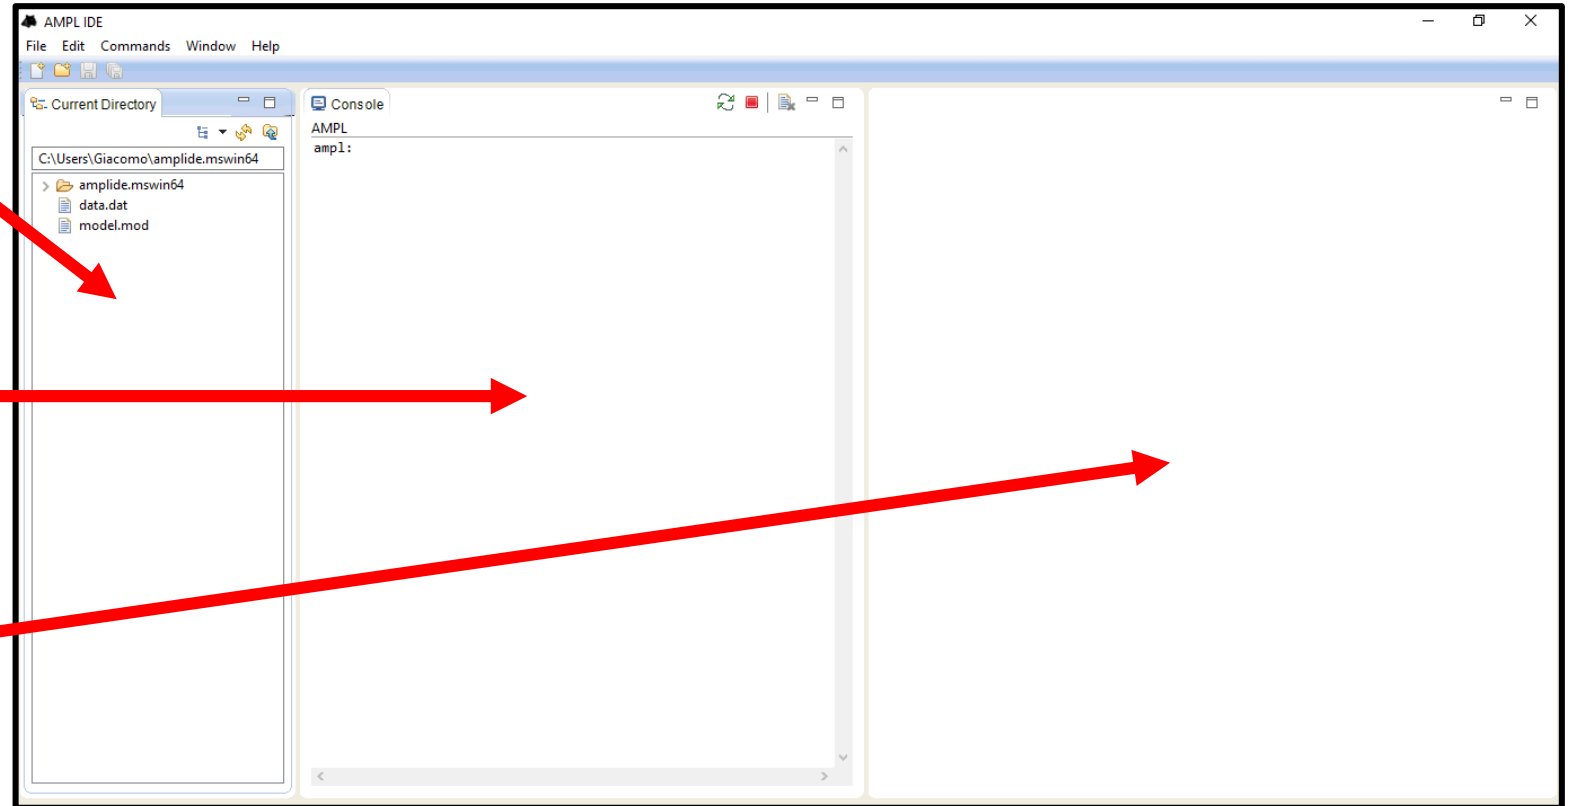 AMPL IDE
File Edit Commands Window Help
Current Directory
Console
AMPL
C:\Users\Giacomo\amplide.mswin64
ampl:
amplide.mswin64
data.dat
model.mod